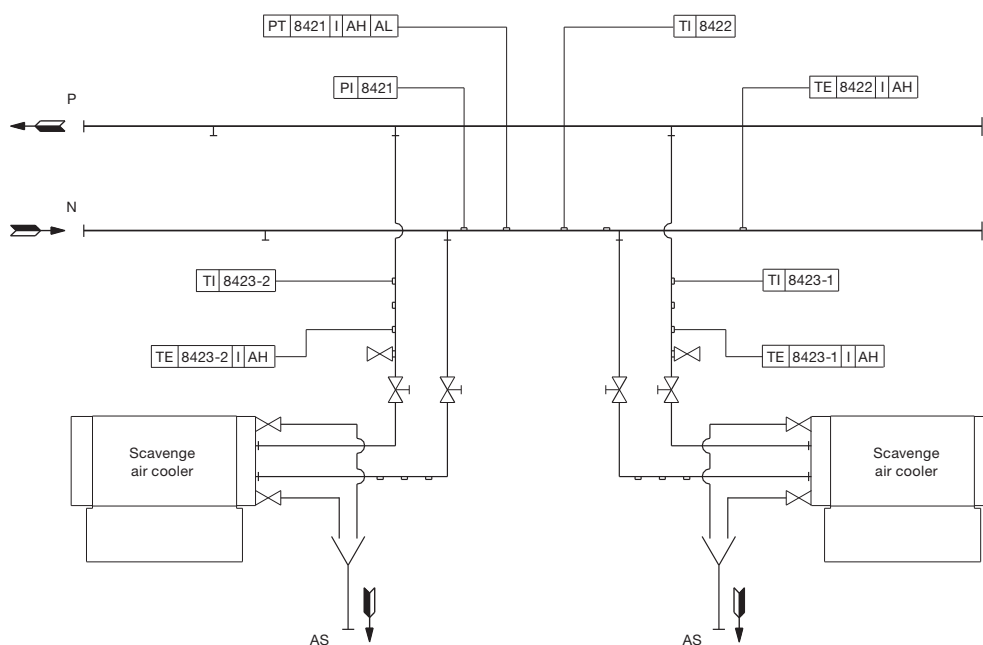 PT 8421 I AH AL
TI 8422
PI 8421
TE 8422 I AH
P
N
TI 8423-2
TI 8423-1
TE 8423-2 I AH
TE 8423-1 I AH
Scavenge
air cooler
Scavenge
air cooler
AS
AS